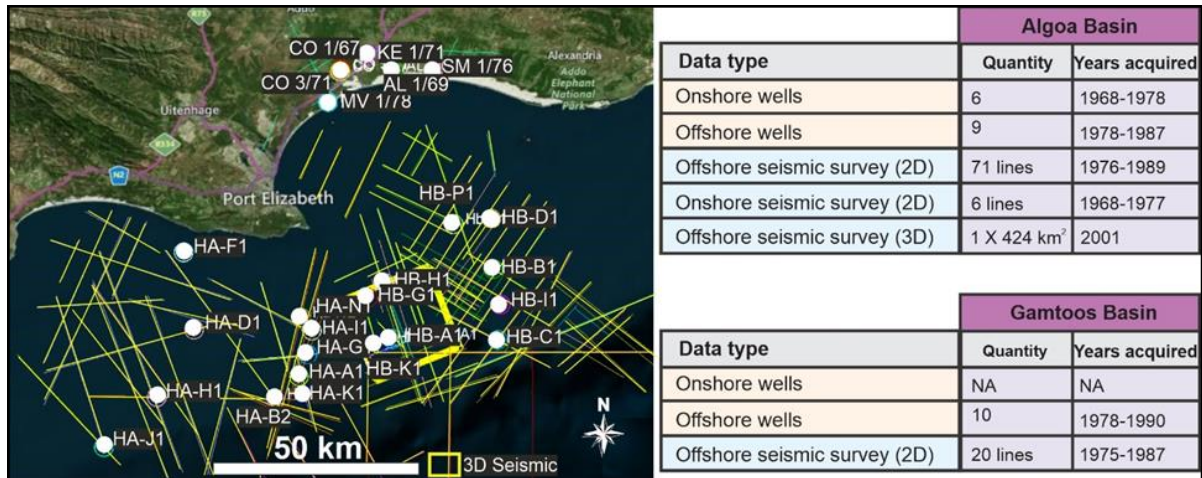 R75
Addo
CO 1/67
KE 1/71
Alexandria
SM 1/76
Addo
Elephant
National
Park
CO 3/71
AL 1/69
MV 1/78
Uitenhage
R334
N2
Port Elizabeth
HB-P1
HB-D1
HA-F1
HB-B1
HB-H1
HB-G1
HB-I1
HA-N1
HA-D1
HA-I1
HB-A1
HB-C1
HA-G
HB-K1
HA-A1
HA-H1
HA-K1
HA-B2
HA-J1
50 km
3D Seismic
N
Algoa Basin
Data type Quantity Years acquired
Onshore wells 6 1968-1978
Offshore wells 9 1978-1987
Offshore seismic survey (2D) 71 lines 1976-1989
Onshore seismic survey (2D) 6 lines 1968-1977
Offshore seismic survey (3D) 1 X 424 km² 2001
Gamtoos Basin
Data type Quantity Years acquired
Onshore wells NA NA
Offshore wells 10 1978-1990
Offshore seismic survey (2D) 20 lines 1975-1987